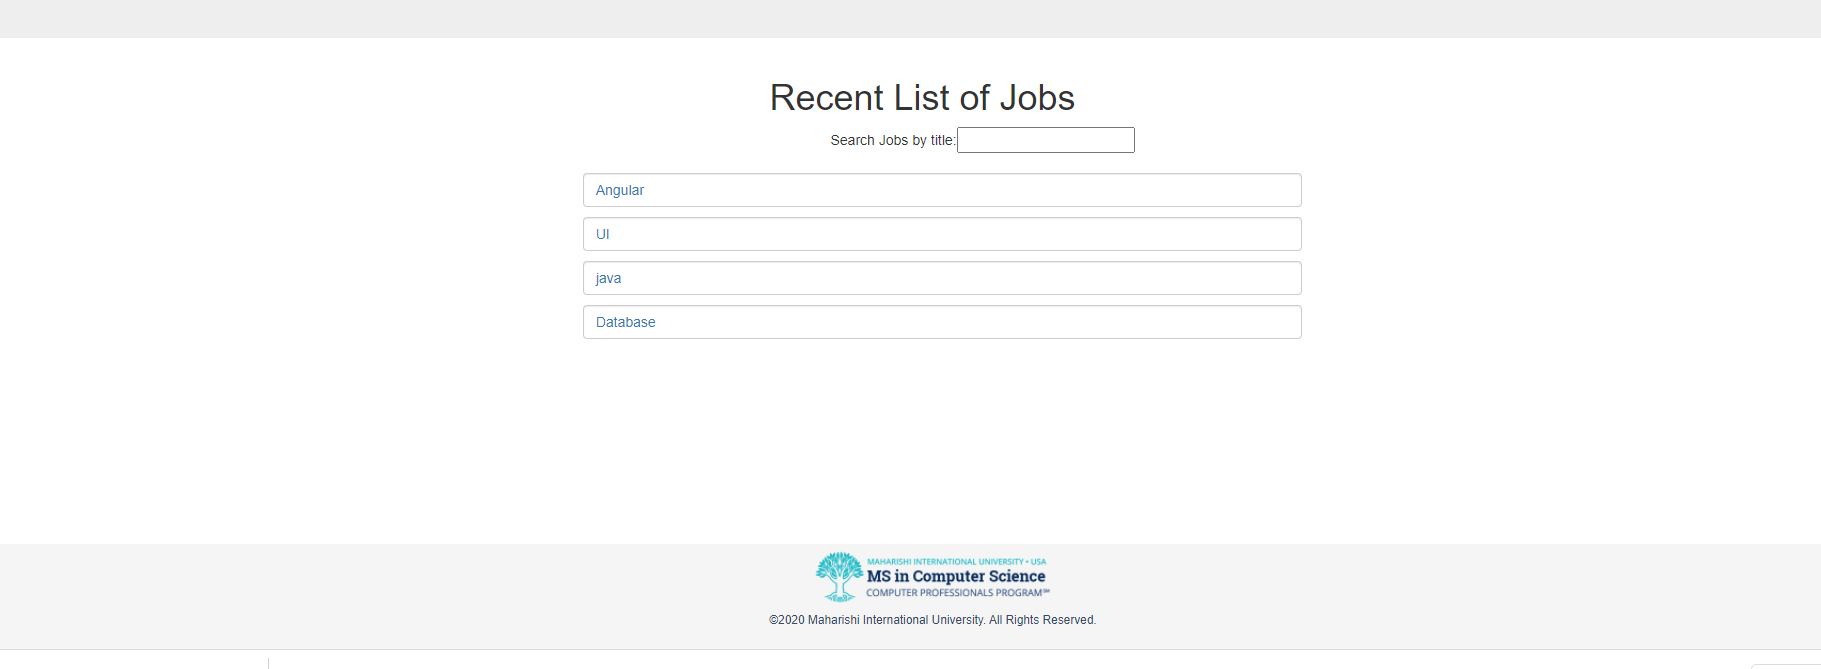 Recent List of Jobs
Search Jobs by title:
Angular
UI
java
Database
MAHARISHI INTERNATIONAL UNIVERSITY • USA
MS in Computer Science
COMPUTER PROFESSIONALS PROGRAM℠
©2020 Maharishi International University. All Rights Reserved.